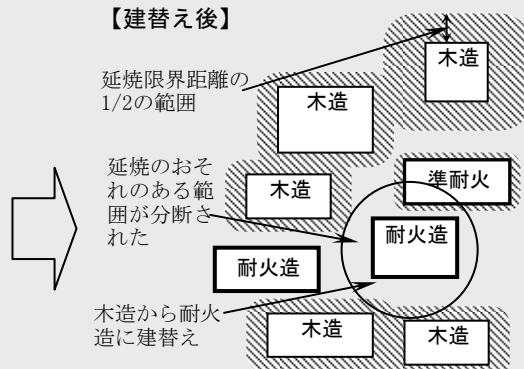 【建替え後】
延焼限界距離の
1/2の範囲
木造
木造
延焼のおそ
れのある範
囲が分断さ
れた
木造
準耐火
耐火造
耐火造
木造から耐火
造に建替え
木造
木造